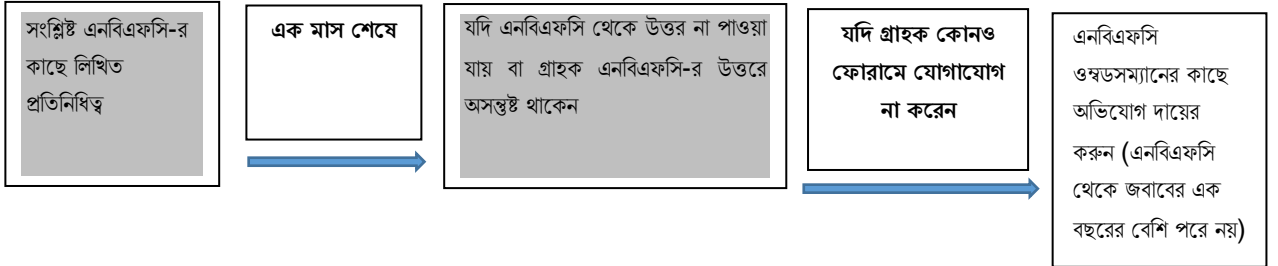 সংশ্লিষ্ট এনবিএফসি-র
কাছে লিখিত
প্রতিনিধিত্ব
এক মাস শেষে
যদি এনবিএফসি থেকে উত্তর না পাওয়া
যায় বা গ্রাহক এনবিএফসি-র উত্তরে
অসন্তুষ্ট থাকেন
যদি গ্রাহক কোনও
ফোরামে যোগাযোগ
না করেন
এনবিএফসি
ওম্বডসম্যানের কাছে
অভিযোগ দায়ের
করুন (এনবিএফসি
থেকে জবাবের এক
বছরের বেশি পরে নয়)